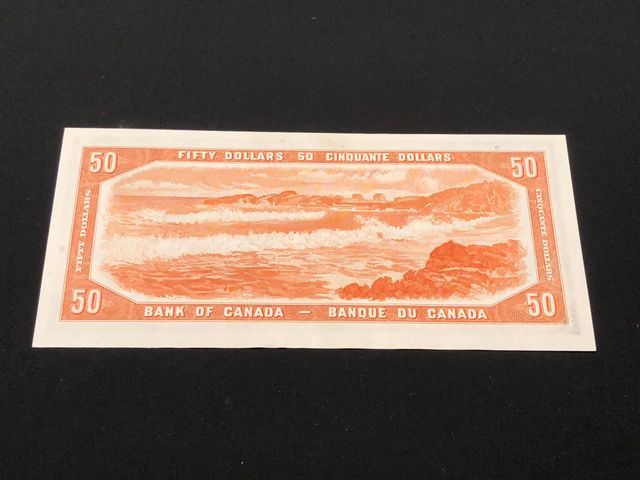 50
FIFTY DOLLARS 50 CINQUANTE DOLLARS
50
FIFTY DOLLARS
CINQUANTE DOLLARS
50
BANK OF CANADA — BANQUE DU CANADA
50